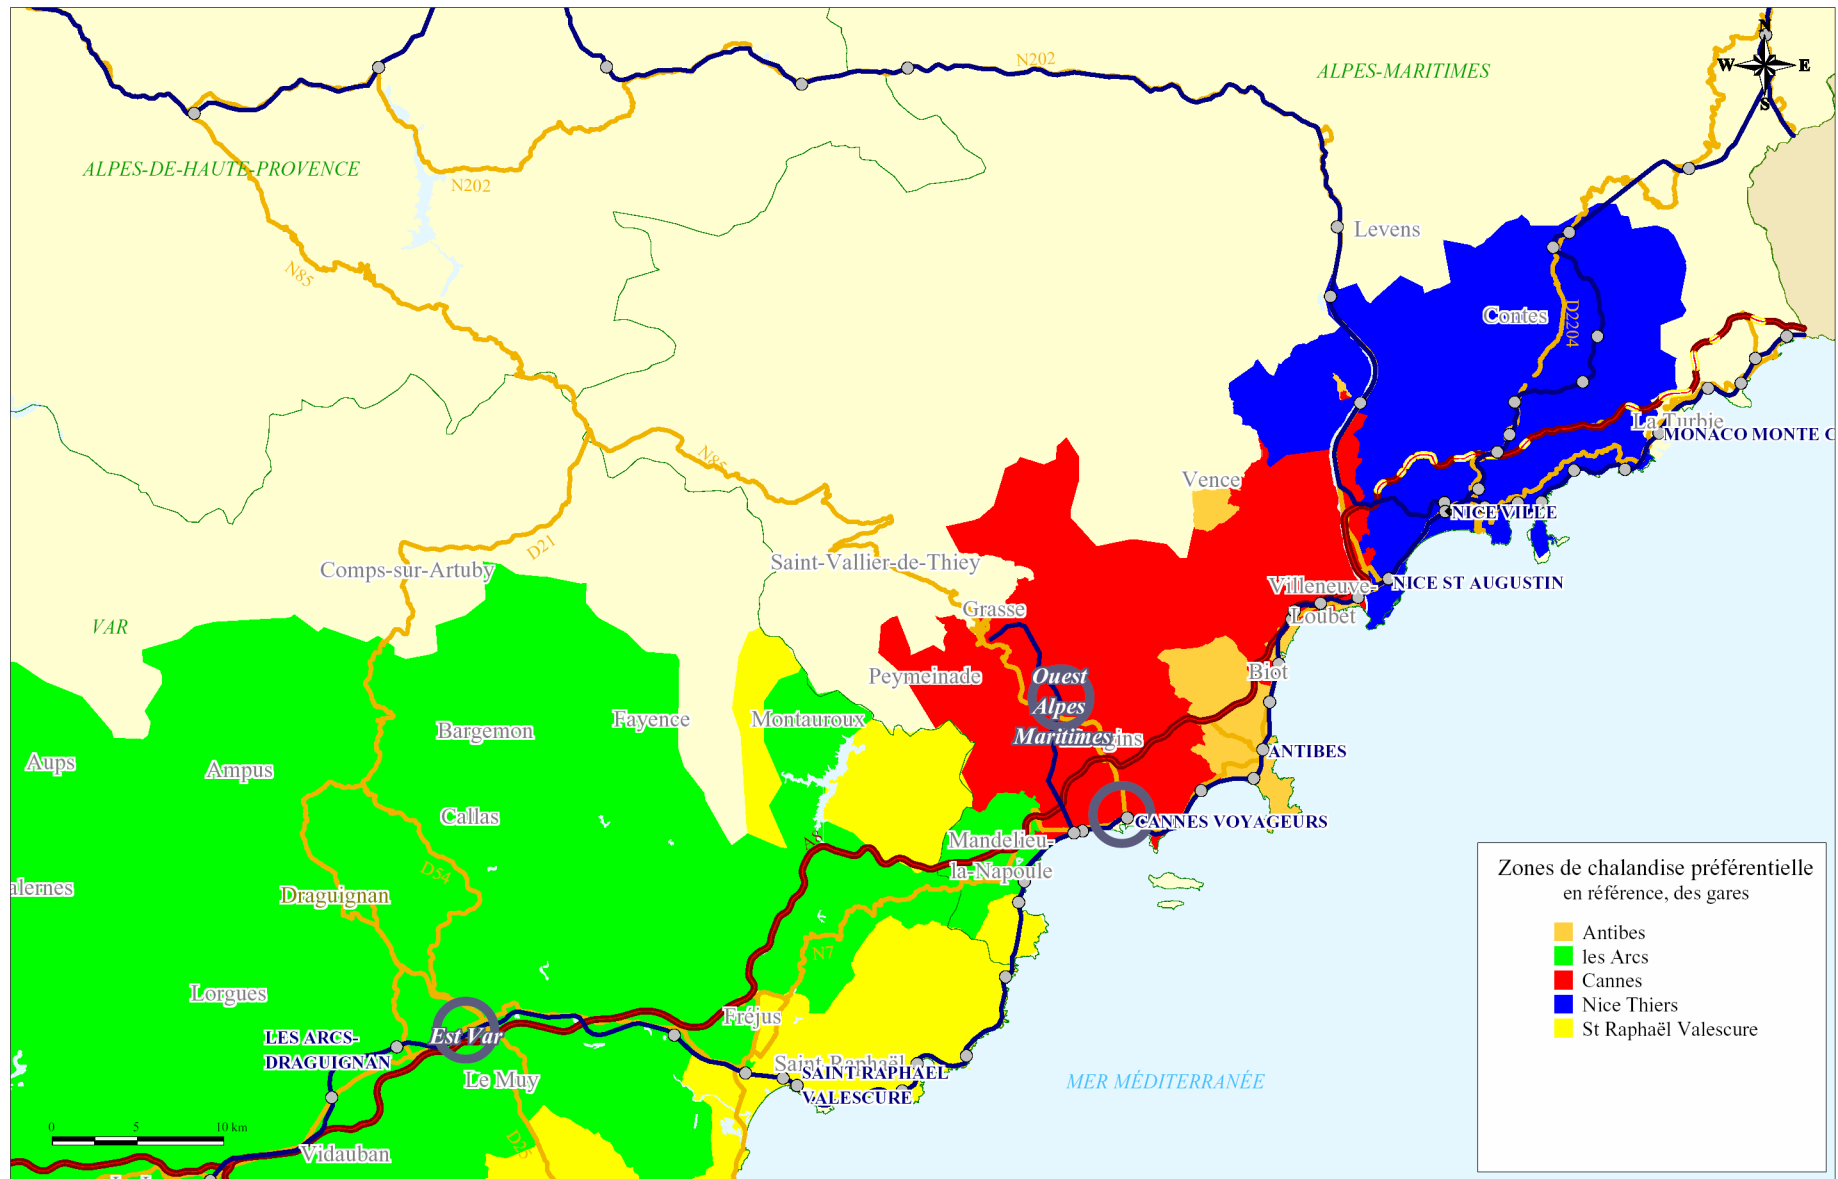 N
W
E
S
N202
ALPES-MARITIMES
ALPES-DE-HAUTE-PROVENCE
N202
Levens
N85
Contes
D2204
La Turbie
MONACO MONTE C
N85
Vence
NICE VILLE
D21
Comps-sur-Artuby
Saint-Vallier-de-Thiey
NICE ST AUGUSTIN
Villeneuve-
Loubet
Grasse
VAR
Peymeinade
Ouest
Alpes
Maritimes
gins
Biot
Fayence
Montauroux
Bargemon
ANTIBES
Aups
Ampus
Callas
CANNES VOYAGEURS
Mandelieu-
la-Napoule
D54
alernes
Draguignan
N7
Lorgues
Fréjus
Est Var
LES ARCS-
DRAGUIGNAN
Le Muy
Saint-Raphaël
SAINT RAPHAEL
VALESCURE
MER MÉDITERRANÉE
0 5 10 km
D25
Vidauban
Zones de chalandise préférentielle
en référence, des gares
Antibes
les Arcs
Cannes
Nice Thiers
St Raphaël Valescure